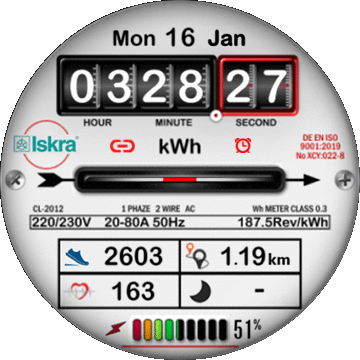 Mon 16 Jan
03 28 27
HOUR MINUTE SECOND
Iskra® kWh
DE EN ISO
9001:2019
No XCY:022-8
CL-2012 1 PHAZE 2 WIRE AC Wh METER CLASS 0.3
220/230V 20-80A 50Hz 187.5Rev/kWh
2603 1.19km
163 -
51%